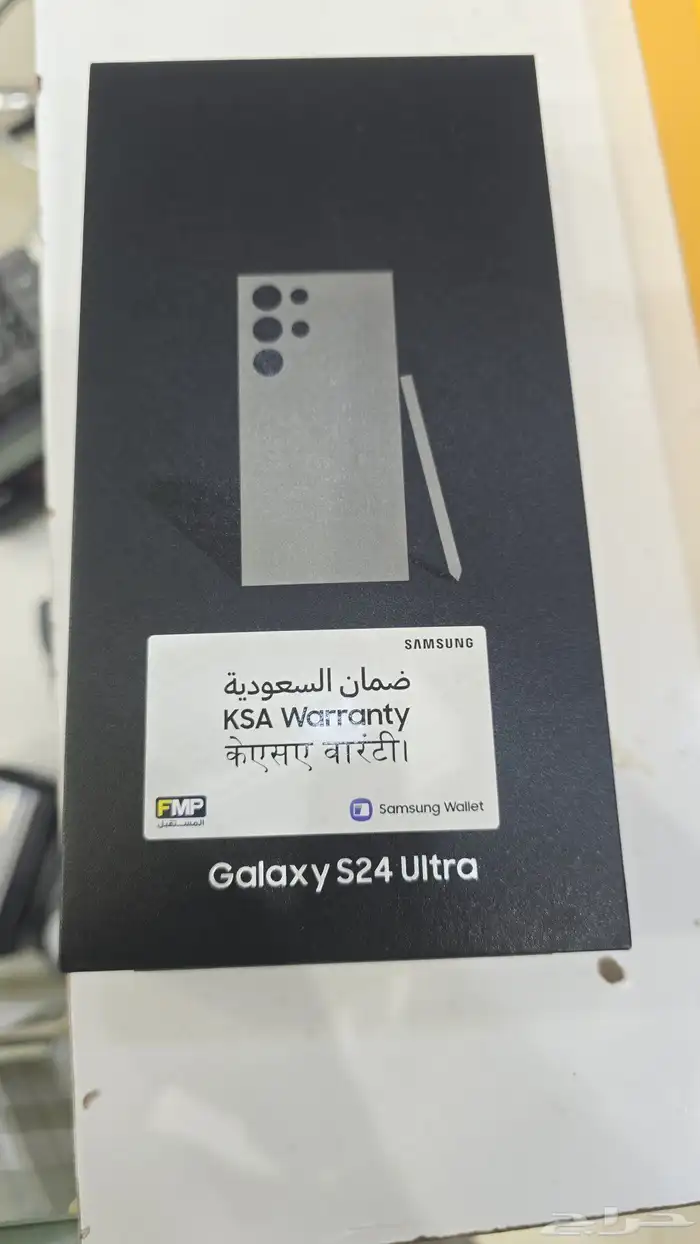 SAMSUNG
ضمان السعودية
KSA Warranty
केएसए वारंटी।
FMP
المستقبل
Samsung Wallet
Galaxy S24 Ultra
حراج